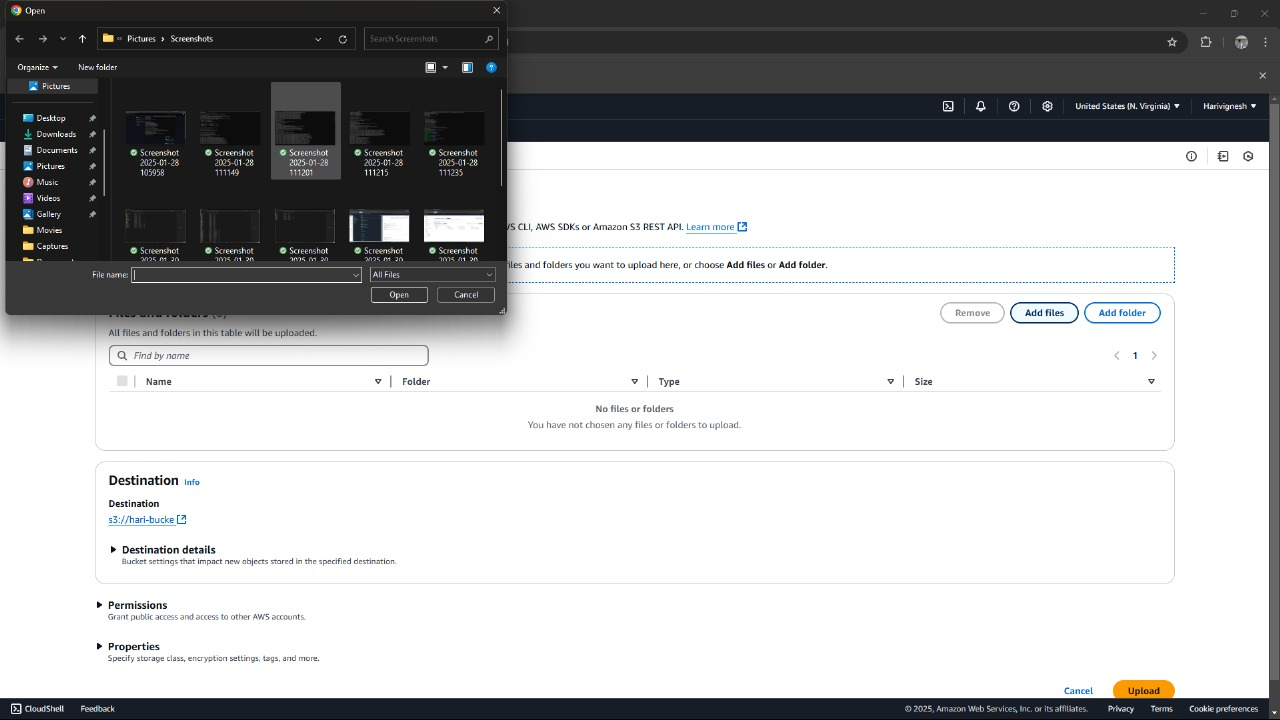 Open
Pictures > Screenshots
Search Screenshots
Organize
New folder
Pictures
Desktop
Downloads
Documents
Pictures
Music
Videos
Gallery
Movies
Captures
Screenshot 2025-01-28 105958
Screenshot 2025-01-28 111149
Screenshot 2025-01-28 111201
Screenshot 2025-01-28 111215
Screenshot 2025-01-28 111235
Screenshot
Screenshot
Screenshot
Screenshot
Screenshot
File name:
All Files
Open
Cancel
United States (N. Virginia)
Harivignesh
CLI, AWS SDKs or Amazon S3 REST API. Learn more
files and folders you want to upload here, or choose Add files or Add folder.
Remove
Add files
Add folder
All files and folders in this table will be uploaded.
Find by name
1
Name
Folder
Type
Size
No files or folders
You have not chosen any files or folders to upload.
Destination Info
Destination
s3://hari-bucke
Destination details
Bucket settings that impact new objects stored in the specified destination.
Permissions
Grant public access and access to other AWS accounts.
Properties
Specify storage class, encryption settings, tags, and more.
Cancel
Upload
CloudShell
Feedback
© 2025, Amazon Web Services, Inc. or its affiliates.
Privacy
Terms
Cookie preferences